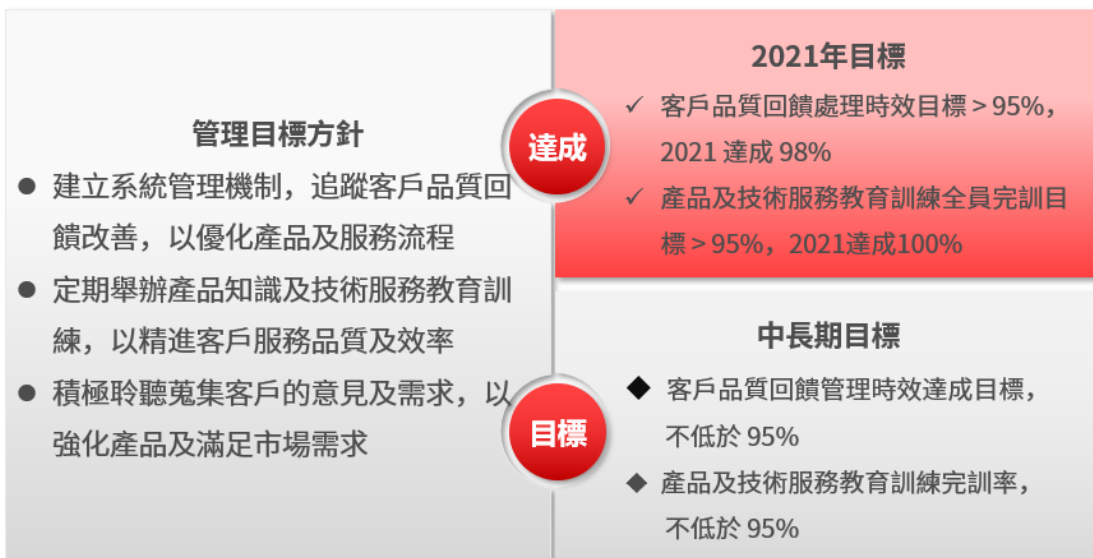 管理目標方針
● 建立系統管理機制，追蹤客戶品質回
饋改善，以優化產品及服務流程
● 定期舉辦產品知識及技術服務教育訓
練，以精進客戶服務品質及效率
● 積極聆聽蒐集客戶的意見及需求，以
強化產品及滿足市場需求
達成
2021年目標
✓ 客戶品質回饋處理時效目標 > 95%，
2021 達成 98%
✓ 產品及技術服務教育訓練全員完訓目
標 > 95%，2021達成100%
目標
中長期目標
◆ 客戶品質回饋管理時效達成目標，
不低於 95%
◆ 產品及技術服務教育訓練完訓率，
不低於 95%